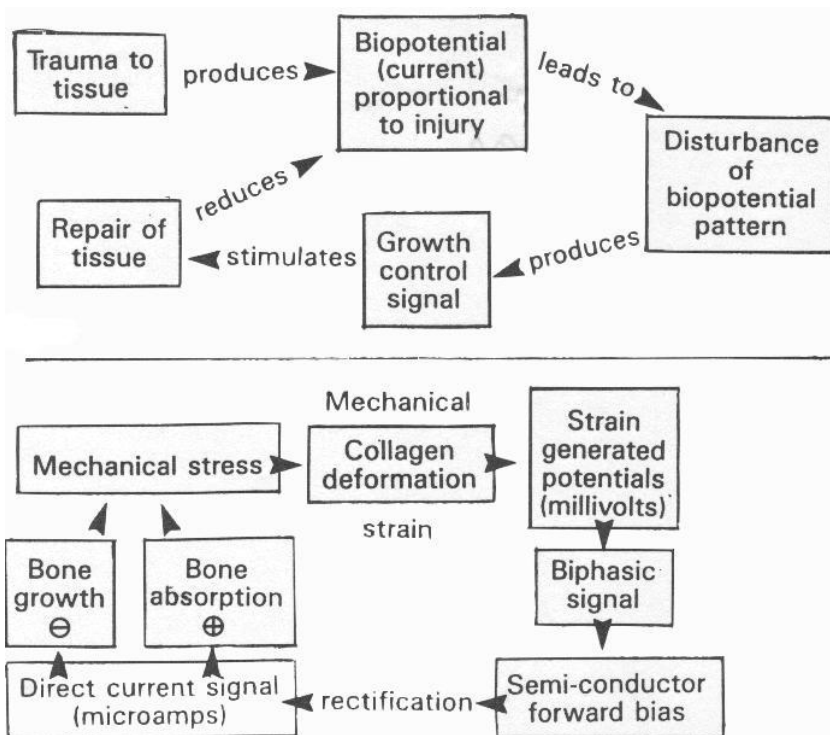 Trauma to
tissue
produces
Biopotential
(current)
proportional
to injury
leads to
Disturbance
of
biopotential
pattern
produces
Growth
control
signal
stimulates
Repair of
tissue
reduces
Mechanical stress
Mechanical
Collagen
deformation
strain
Strain
generated
potentials
(millivolts)
Biphasic
signal
Semi-conductor
forward bias
rectification
Direct current signal
(microamps)
Bone
growth
⊖
Bone
absorption
⊕